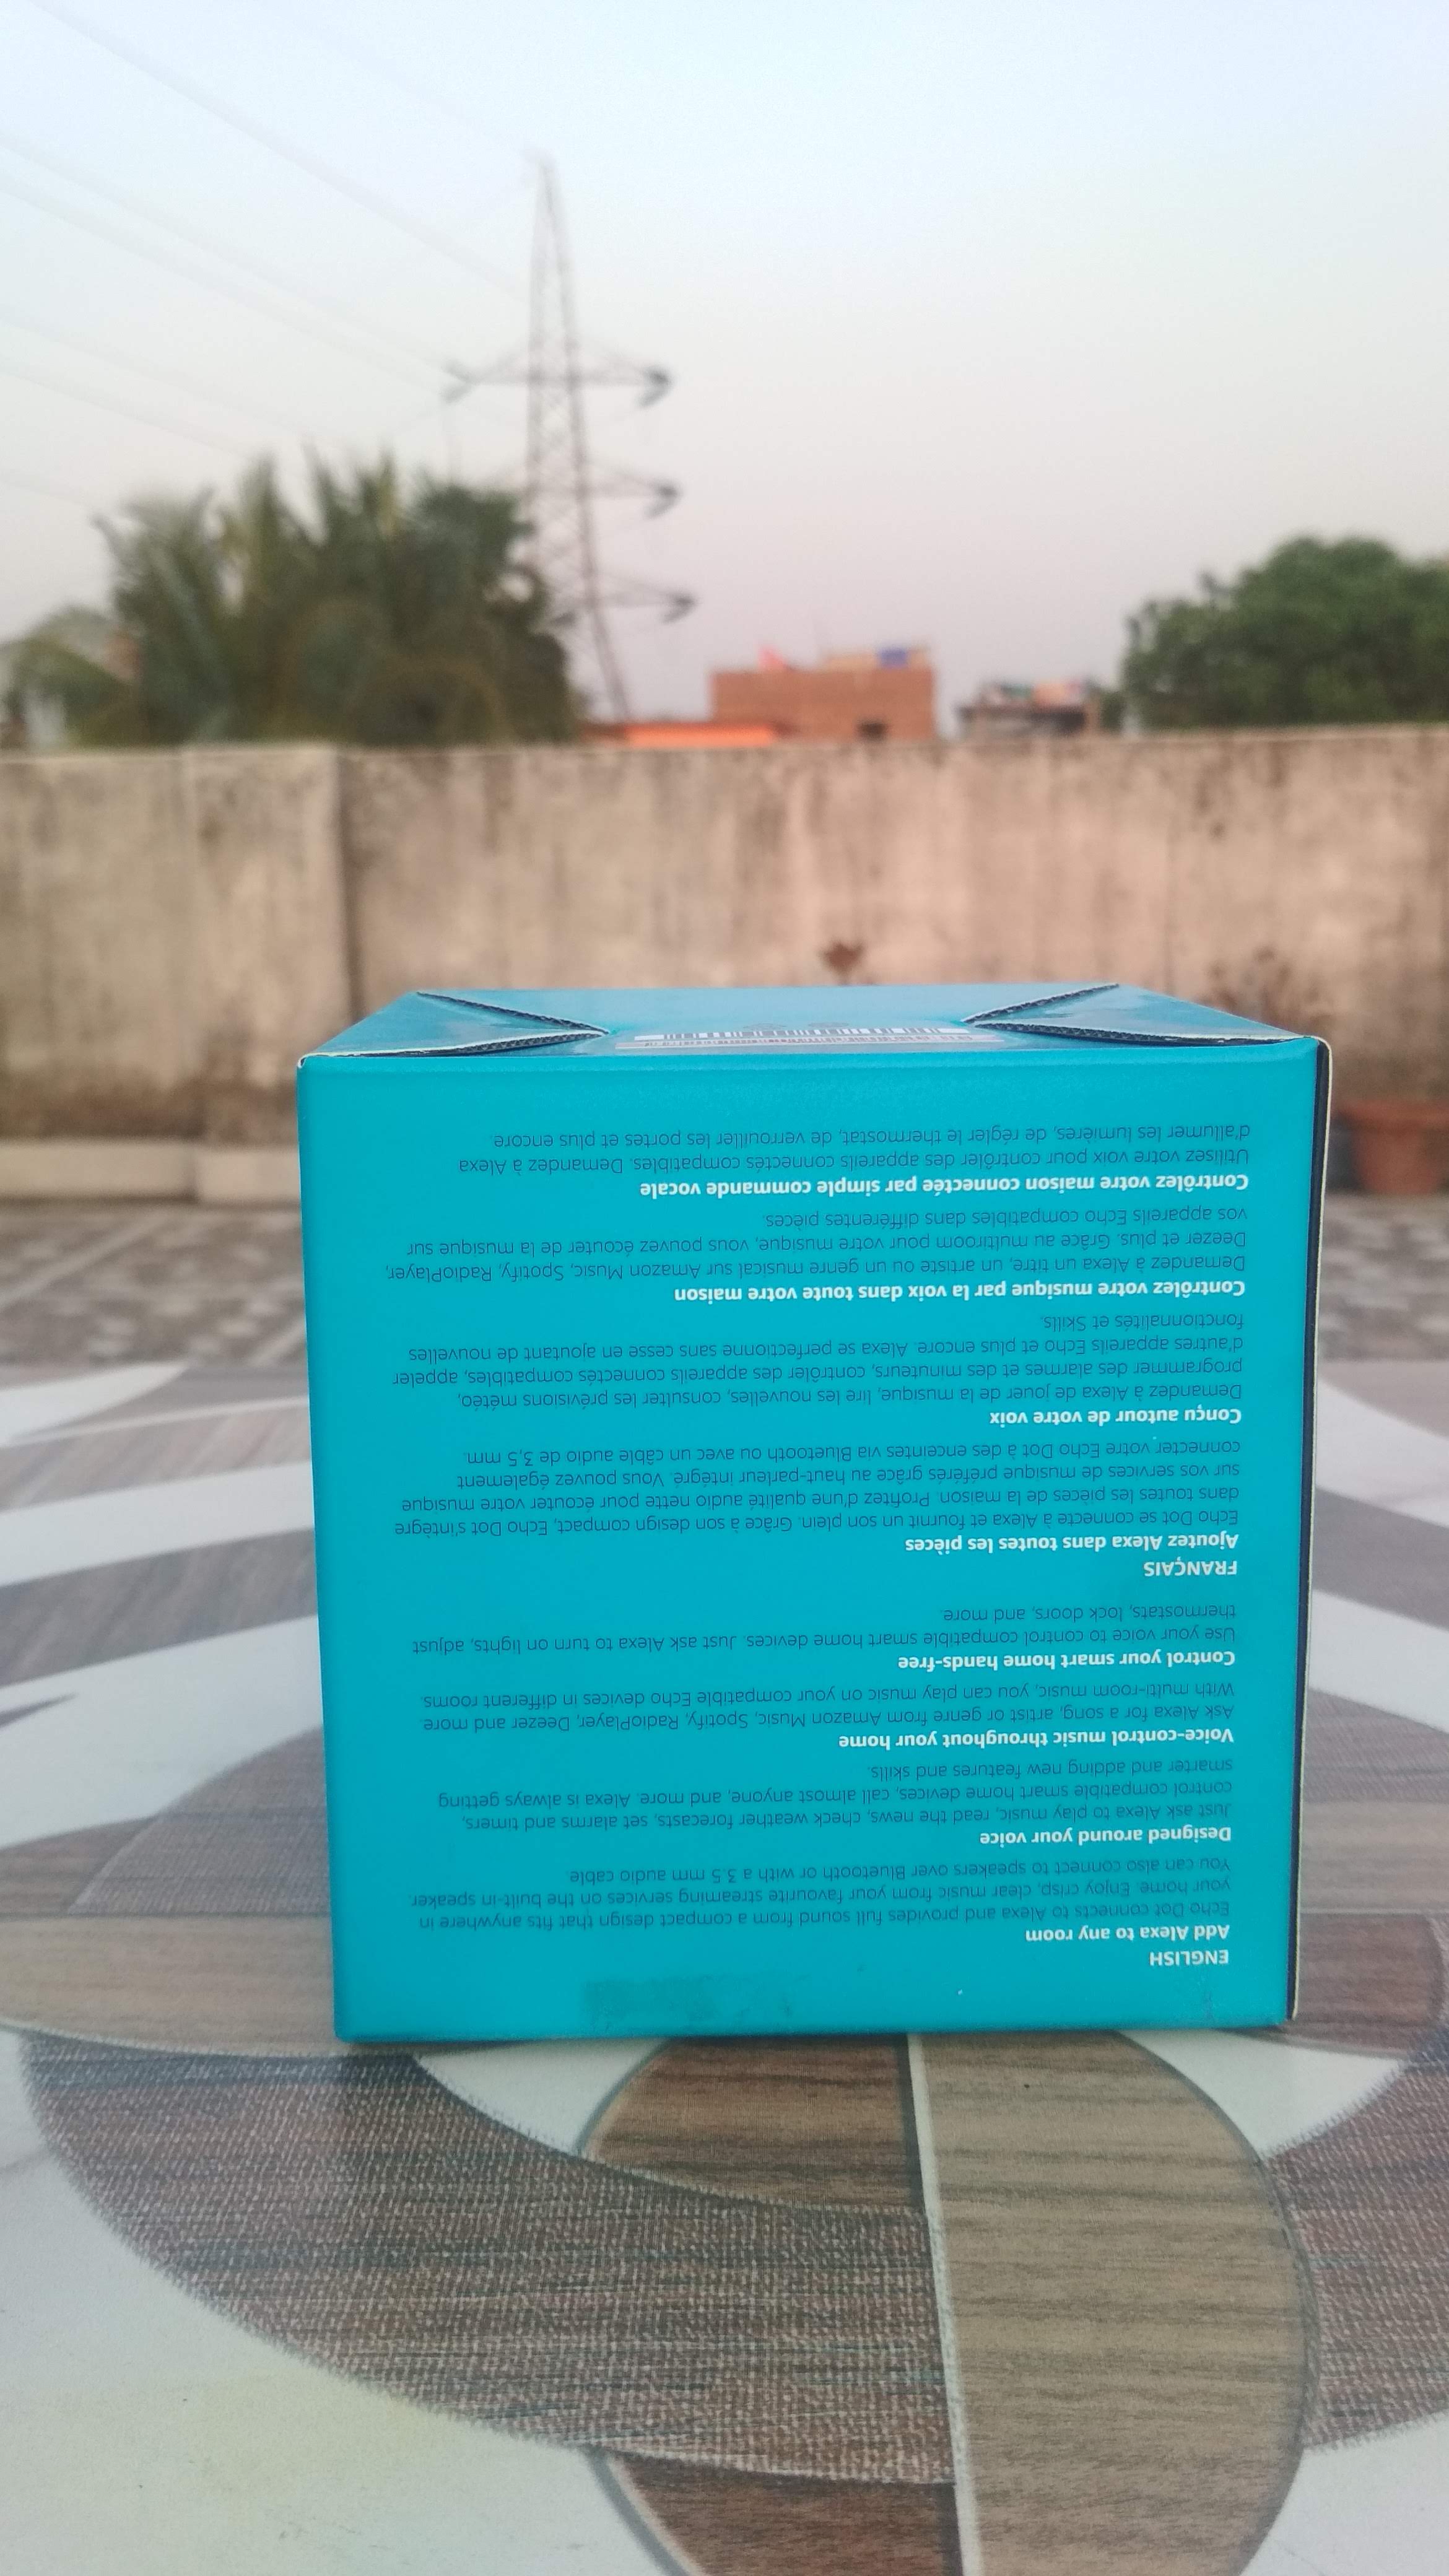 ENGLISH
Add Alexa to any room
Echo Dot connects to Alexa and provides full sound from a compact design that fits anywhere in
your home. Enjoy crisp, clear music from your favourite streaming services on the built-in speaker.
You can also connect to speakers over Bluetooth or with a 3.5 mm audio cable.
Designed around your voice
Just ask Alexa to play music, read the news, check weather forecasts, set alarms and timers,
control compatible smart home devices, call almost anyone, and more. Alexa is always getting
smarter and adding new features and skills.
Voice-control music throughout your home
Ask Alexa for a song, artist or genre from Amazon Music, Spotify, RadioPlayer, Deezer and more.
With multi-room music, you can play music on your compatible Echo devices in different rooms.
Control your smart home hands-free
Use your voice to control compatible smart home devices. Just ask Alexa to turn on lights, adjust
thermostats, lock doors, and more.
FRANÇAIS
Ajoutez Alexa dans toutes les pièces
Echo Dot se connecte à Alexa et fournit un son plein. Grâce à son design compact, Echo Dot s'intègre
dans toutes les pièces de la maison. Profitez d'une qualité audio nette pour écouter votre musique
sur vos services de musique préférés grâce au haut-parleur intégré. Vous pouvez également
connecter votre Echo Dot à des enceintes via Bluetooth ou avec un câble audio de 3,5 mm.
Conçu autour de votre voix
Demandez à Alexa de jouer de la musique, lire les nouvelles, consulter les prévisions météo,
programmer des alarmes et des minuteurs, contrôler des appareils connectés compatibles, appeler
d'autres appareils Echo et plus encore. Alexa se perfectionne sans cesse en ajoutant de nouvelles
fonctionnalités et Skills.
Contrôlez votre musique par la voix dans toute votre maison
Demandez à Alexa un titre, un artiste ou un genre musical sur Amazon Music, Spotify, RadioPlayer,
Deezer et plus. Grâce au multiroom pour votre musique, vous pouvez écouter de la musique sur
vos appareils Echo compatibles dans différentes pièces.
Contrôlez votre maison connectée par simple commande vocale
Utilisez votre voix pour contrôler des appareils connectés compatibles. Demandez à Alexa
d'allumer les lumières, de régler le thermostat, de verrouiller les portes et plus encore.